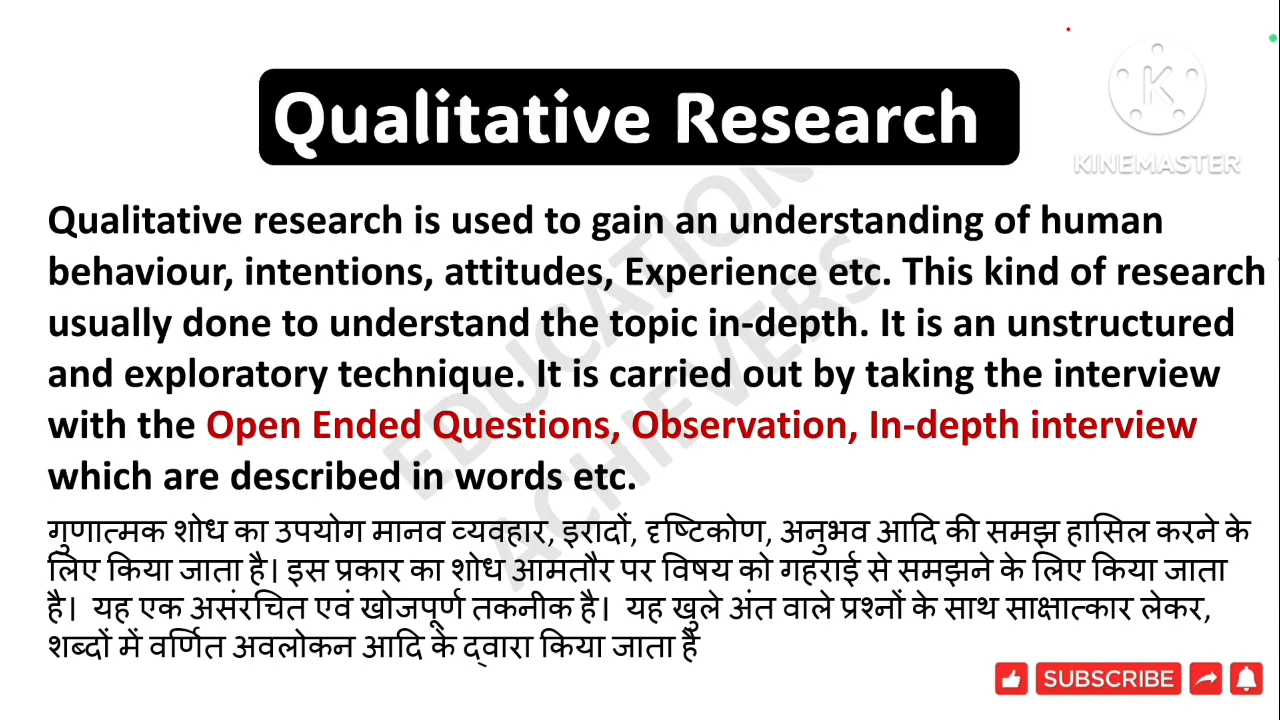 Qualitative Research
KINEMASTER
Qualitative research is used to gain an understanding of human
behaviour, intentions, attitudes, Experience etc. This kind of research
usually done to understand the topic in-depth. It is an unstructured
and exploratory technique. It is carried out by taking the interview
with the Open Ended Questions, Observation, In-depth interview
which are described in words etc.
EDUCATION
ACHIEVERS
गुणात्मक शोध का उपयोग मानव व्यवहार, इरादों, दृष्टिकोण, अनुभव आदि की समझ हासिल करने के
लिए किया जाता है। इस प्रकार का शोध आमतौर पर विषय को गहराई से समझने के लिए किया जाता
है। यह एक असंरचित एवं खोजपूर्ण तकनीक है। यह खुले अंत वाले प्रश्नों के साथ साक्षात्कार लेकर,
शब्दों में वर्णित अवलोकन आदि के द्वारा किया जाता है
SUBSCRIBE